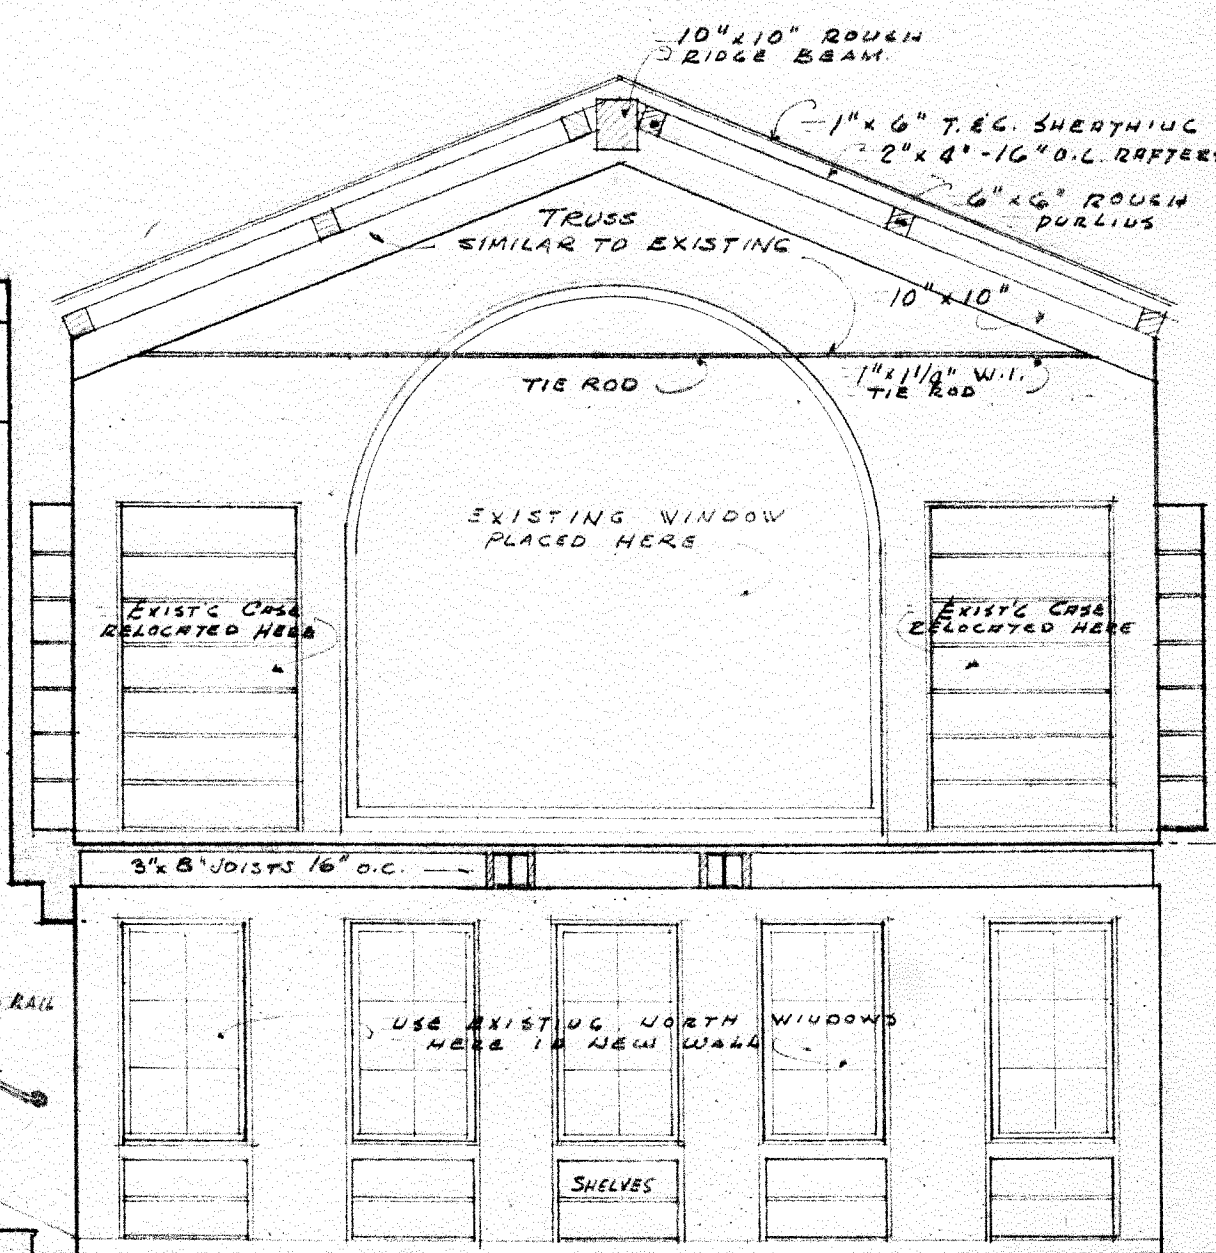 10"x10" ROUGH
RIDGE BEAM.
1"x 6" T.&G. SHEATHING
2"x 4"-16" O.C. RAFTERS
6"x6" ROUGH
PURLINS
TRUSS
SIMILAR TO EXISTING
10"x10"
TIE ROD
1"x1 1/4" W.I.
TIE ROD
EXISTING WINDOW
PLACED HERE
EXIST'G CASE
RELOCATED HERE
EXIST'G CASE
RELOCATED HERE
3"x 8" JOISTS 16" O.C.
RAIL
USE EXISTING NORTH WINDOWS
HERE IN NEW WALL
SHELVES